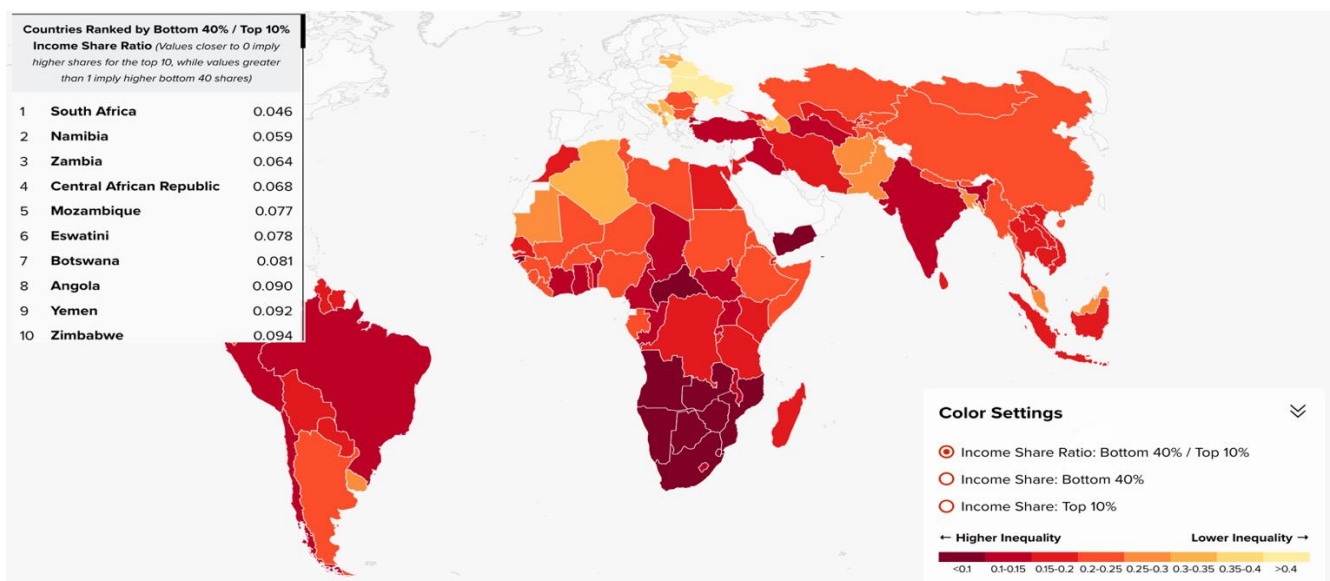 Countries Ranked by Bottom 40% / Top 10%
Income Share Ratio (Values closer to 0 imply
higher shares for the top 10, while values greater
than 1 imply higher bottom 40 shares)
1 South Africa 0.046
2 Namibia 0.059
3 Zambia 0.064
4 Central African Republic 0.068
5 Mozambique 0.077
6 Eswatini 0.078
7 Botswana 0.081
8 Angola 0.090
9 Yemen 0.092
10 Zimbabwe 0.094
Color Settings
Income Share Ratio: Bottom 40% / Top 10%
Income Share: Bottom 40%
Income Share: Top 10%
← Higher Inequality Lower Inequality →
<0.1 0.1-0.15 0.15-0.2 0.2-0.25 0.25-0.3 0.3-0.35 0.35-0.4 >0.4